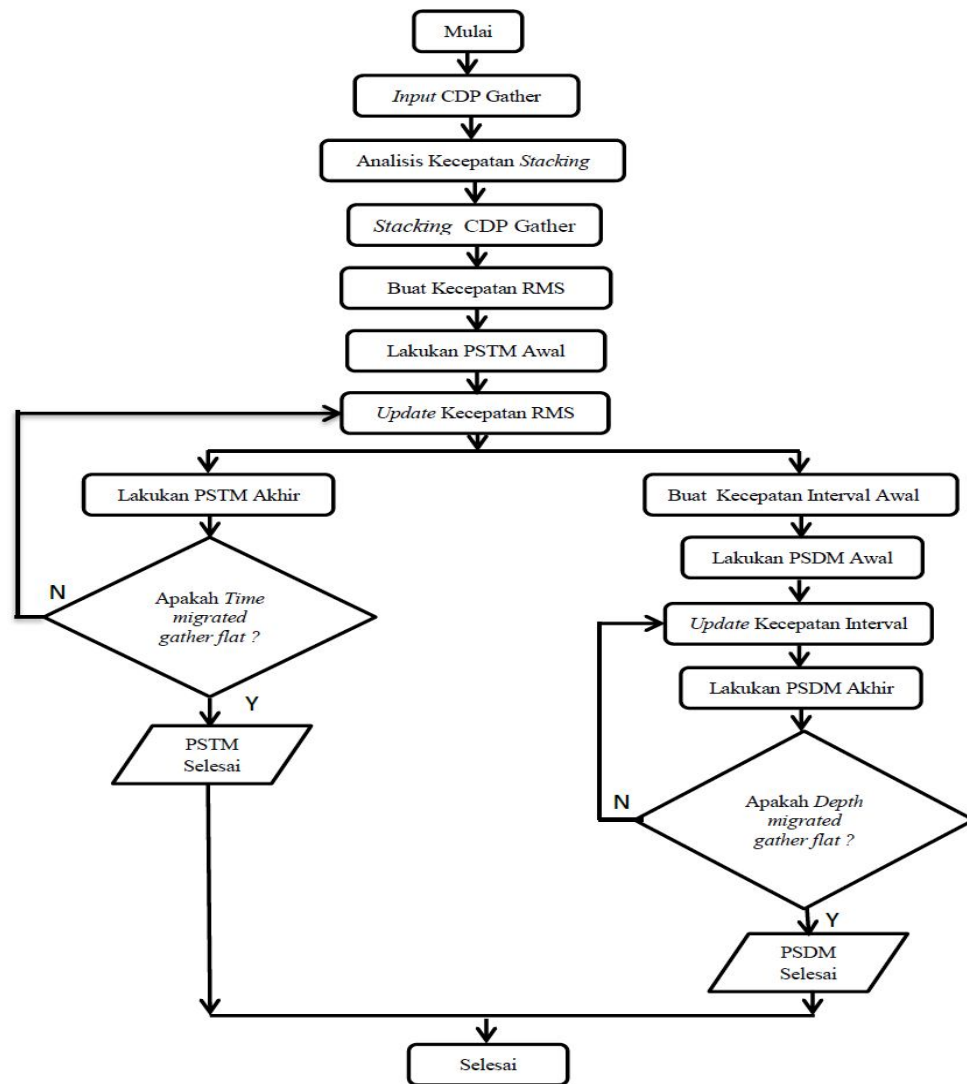 Mulai
Input CDP Gather
Analisis Kecepatan Stacking
Stacking CDP Gather
Buat Kecepatan RMS
Lakukan PSTM Awal
Update Kecepatan RMS
Lakukan PSTM Akhir
N
Apakah Time
migrated
gather flat ?
Y
PSTM
Selesai
Buat Kecepatan Interval Awal
Lakukan PSDM Awal
Update Kecepatan Interval
Lakukan PSDM Akhir
N
Apakah Depth
migrated
gather flat ?
Y
PSDM
Selesai
Selesai